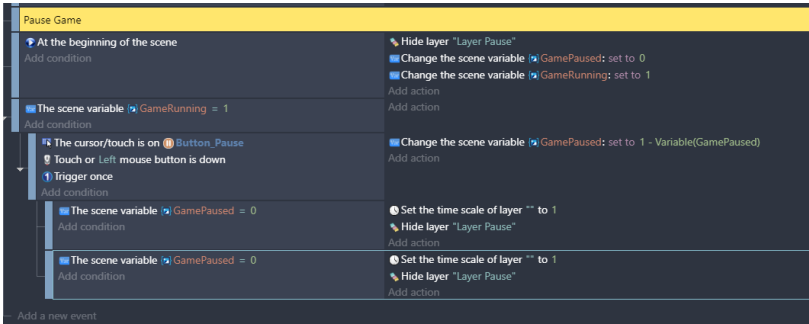 Pause Game
At the beginning of the scene
Add condition
Hide layer "Layer Pause"
Change the scene variable GamePaused: set to 0
Change the scene variable GameRunning: set to 1
Add action
The scene variable GameRunning = 1
Add condition
Add action
The cursor/touch is on Button_Pause
Touch or Left mouse button is down
Trigger once
Add condition
Change the scene variable GamePaused: set to 1 - Variable(GamePaused)
Add action
The scene variable GamePaused = 0
Add condition
Set the time scale of layer "" to 1
Hide layer "Layer Pause"
Add action
The scene variable GamePaused = 0
Add condition
Set the time scale of layer "" to 1
Hide layer "Layer Pause"
Add action
Add a new event